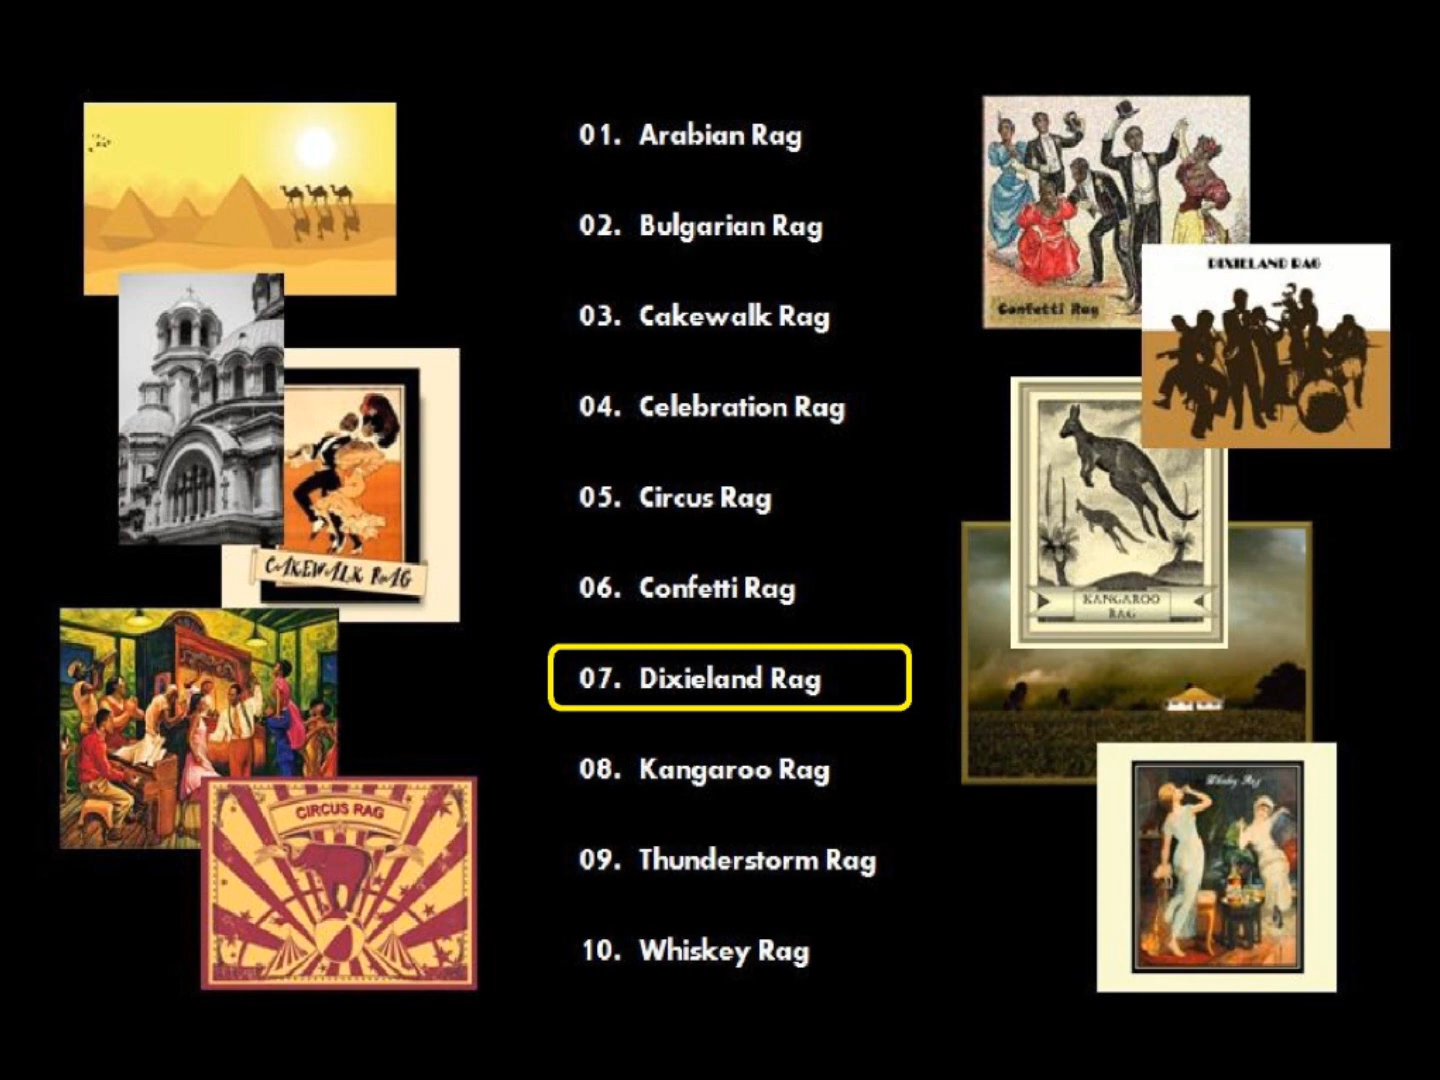 01. Arabian Rag
02. Bulgarian Rag
03. Cakewalk Rag
04. Celebration Rag
05. Circus Rag
06. Confetti Rag
07. Dixieland Rag
08. Kangaroo Rag
09. Thunderstorm Rag
10. Whiskey Rag
CAKEWALK RAG
CIRCUS RAG
Confetti Rag
DIXIELAND RAG
KANGAROO
RAG
Whiskey Rag